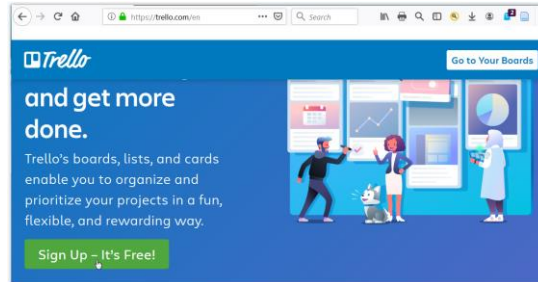 https://trello.com/en
Search
2
Trello
Go to Your Boards
and get more
done.
Trello's boards, lists, and cards
enable you to organize and
prioritize your projects in a fun,
flexible, and rewarding way.
Sign Up – It's Free!